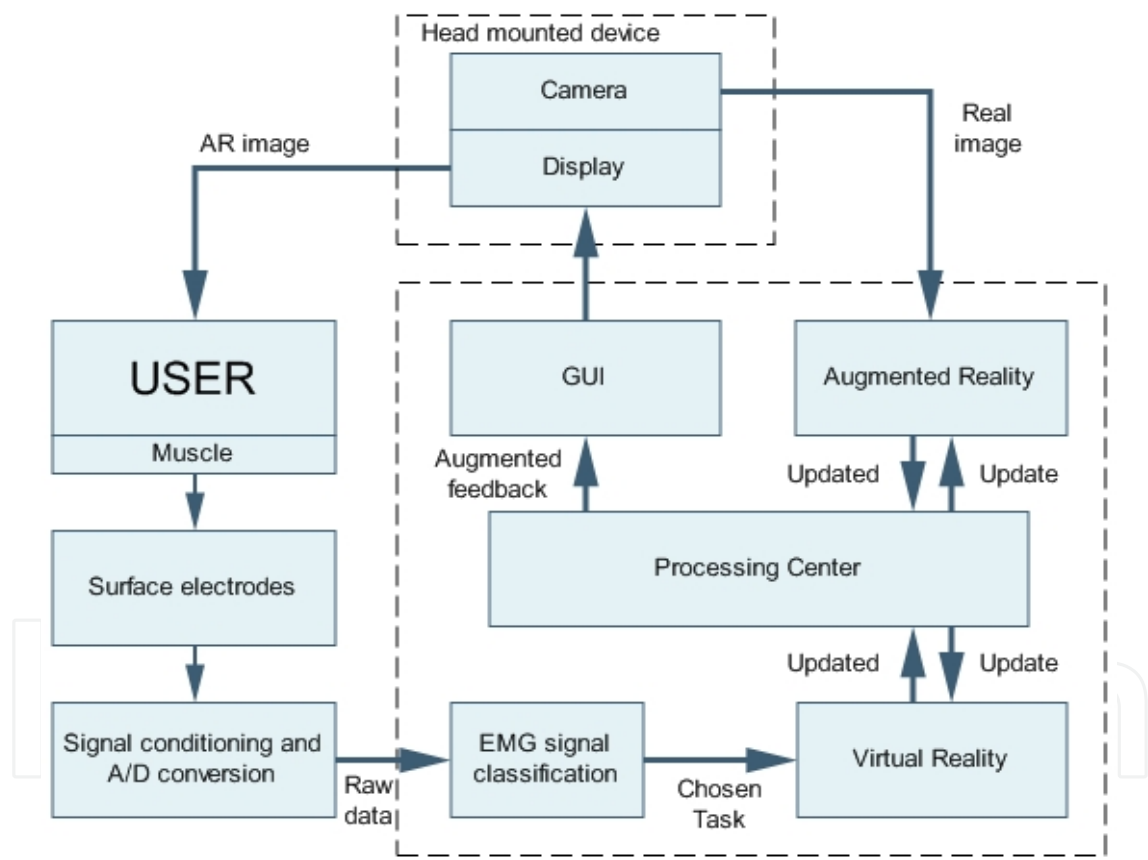 Head mounted device
Camera
Display
AR image
Real
image
USER
Muscle
GUI
Augmented Reality
Augmented
feedback
Updated
Update
Surface electrodes
Processing Center
Updated
Update
Signal conditioning and
A/D conversion
Raw
data
EMG signal
classification
Chosen
Task
Virtual Reality